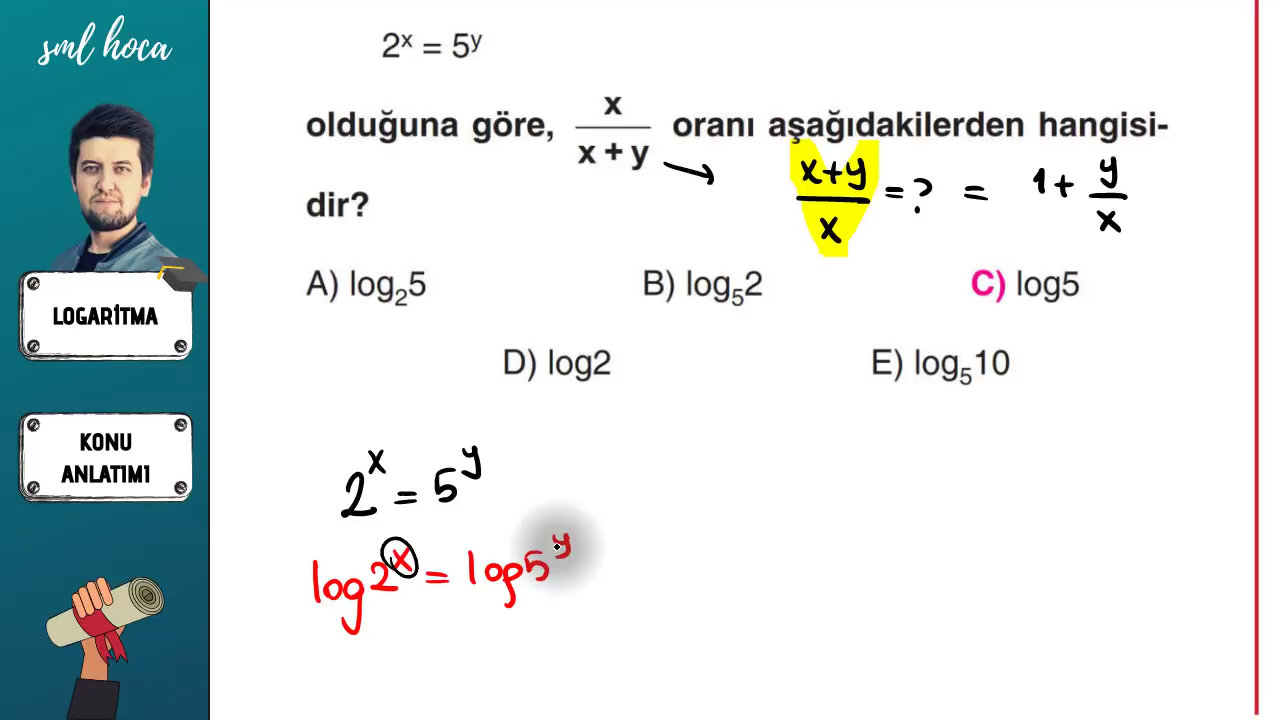 sml hoca
LOGARİTMA
KONU
ANLATIMI
2ˣ = 5ʸ
olduğuna göre, x / (x + y) oranı aşağıdakilerden hangisi-
dir?
(x+y) / x = ? = 1 + y / x
A) log₂5 B) log₅2 C) log5
D) log2 E) log₅10
2ˣ = 5ʸ
log2ˣ = log5ʸ